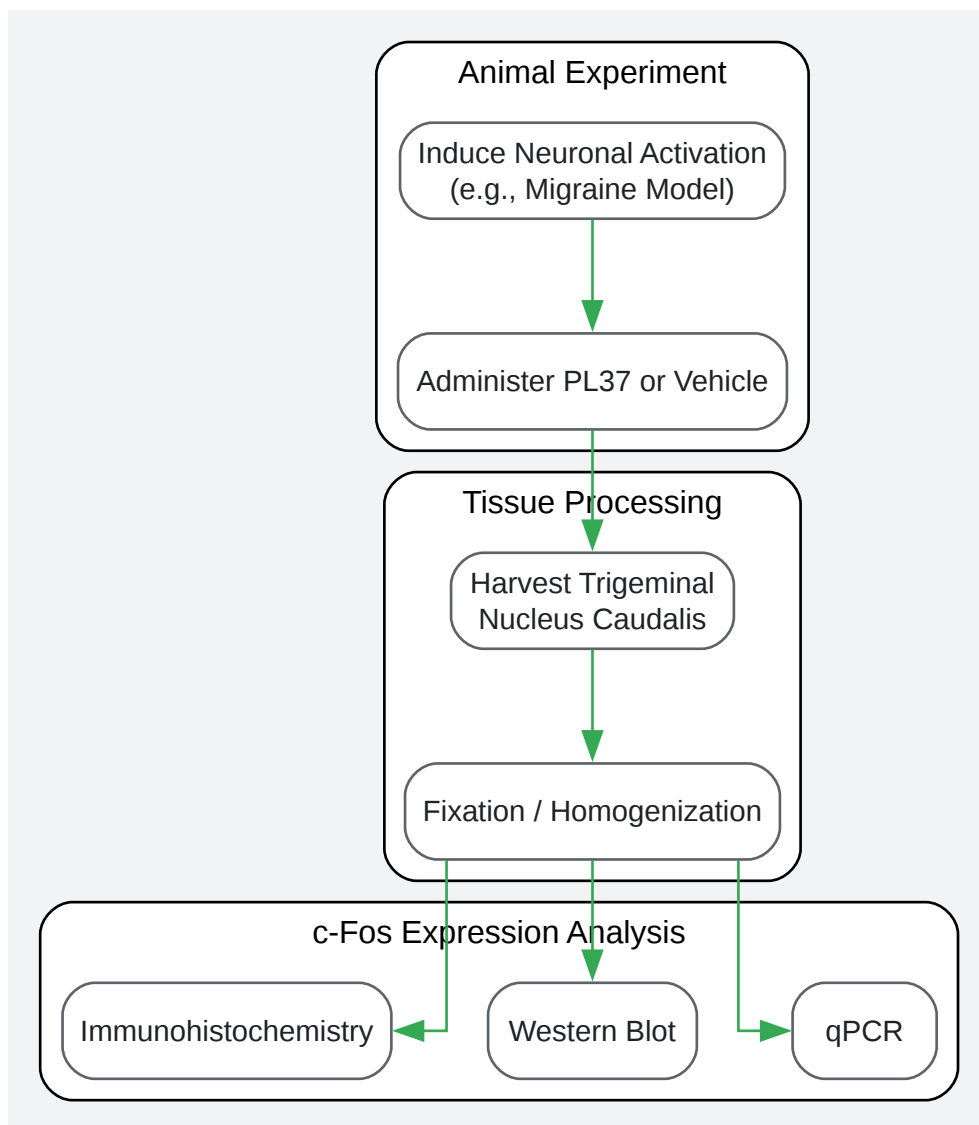 Animal Experiment
Induce Neuronal Activation
(e.g., Migraine Model)
Administer PL37 or Vehicle
Tissue Processing
Harvest Trigeminal
Nucleus Caudalis
Fixation / Homogenization
c-Fos Expression Analysis
Immunohistochemistry
Western Blot
qPCR